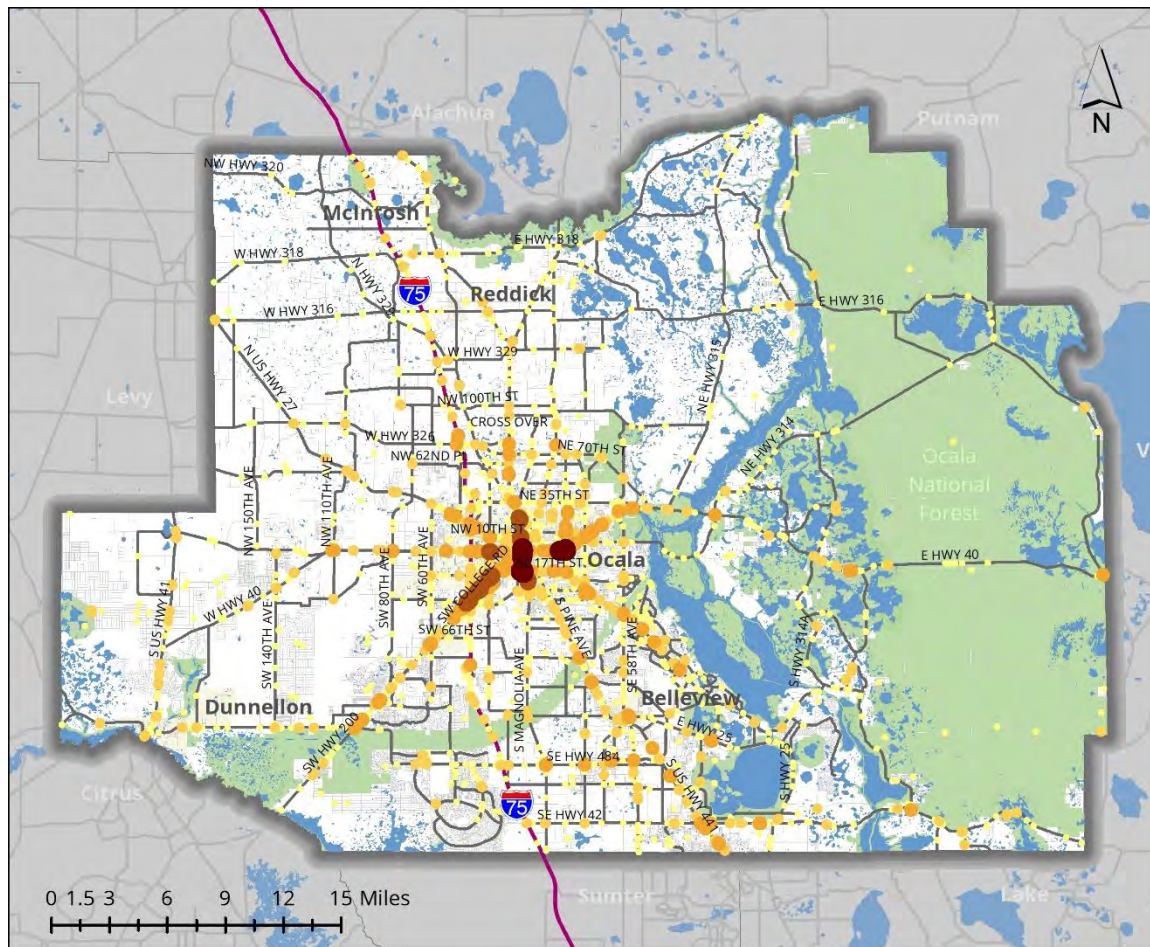 Alachua
Putnam
N
NW HWY 320
McIntosh
E HWY 318
W HWY 318
N HWY 329
75
Reddick
W HWY 316
E HWY 316
W HWY 329
NE HWY 315
N US HWY 27
Levy
NW 100TH ST
CROSS OVER
W HWY 326
NE 70TH ST
NW 62ND PL
NE HWY 314
V
Ocala
National
Forest
NW 150TH AVE
NW 110TH AVE
NE 35TH ST
NW 10TH ST
Ocala
17TH ST
E HWY 40
SW 80TH AVE
SW 60TH AVE
SW COLLEGE RD
S US HWY 41
W HWY 40
SW 140TH AVE
SW 66TH ST
S PINE AVE
SE 58TH AVE
S HWY 314A
S MAGNOLIA AVE
Dunnellon
Belleview
E HWY 25
SW HWY 200
SE HWY 484
S HWY 25
S US HWY 441
Citrus
75
SE HWY 42
Sumter
Lake
0 1.5 3 6 9 12 15 Miles